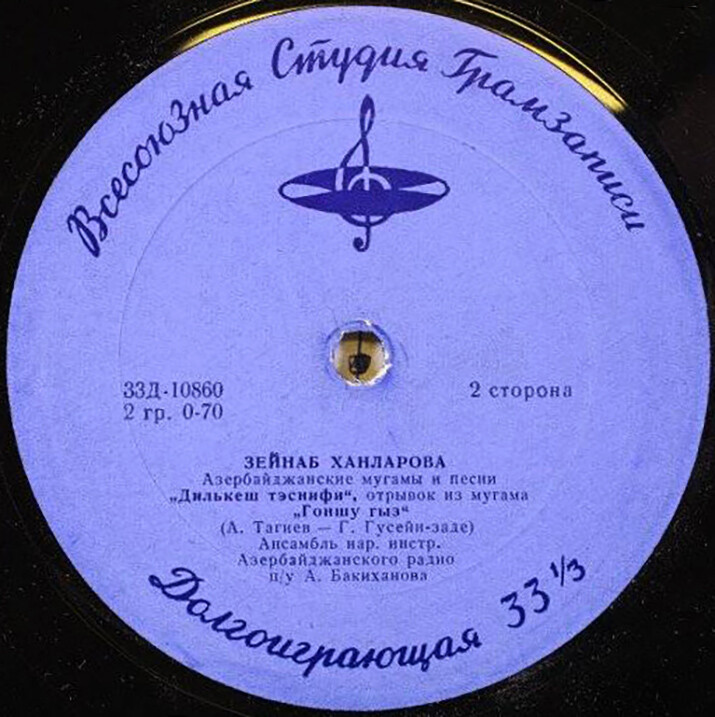 Всесоюзная Студия Грамзаписи
33Д-10860
2 гр. 0-70
2 сторона
ЗЕЙНАБ ХАНЛАРОВА
Азербайджанские мугамы и песни
„Дилькеш тэснифи“, отрывок из мугама
„Гоншу гыз“
(А. Тагиев — Г. Гусейн-заде)
Ансамбль нар. инстр.
Азербайджанского радио
п/у А. Бакиханова
Долгоиграющая 33 1/3